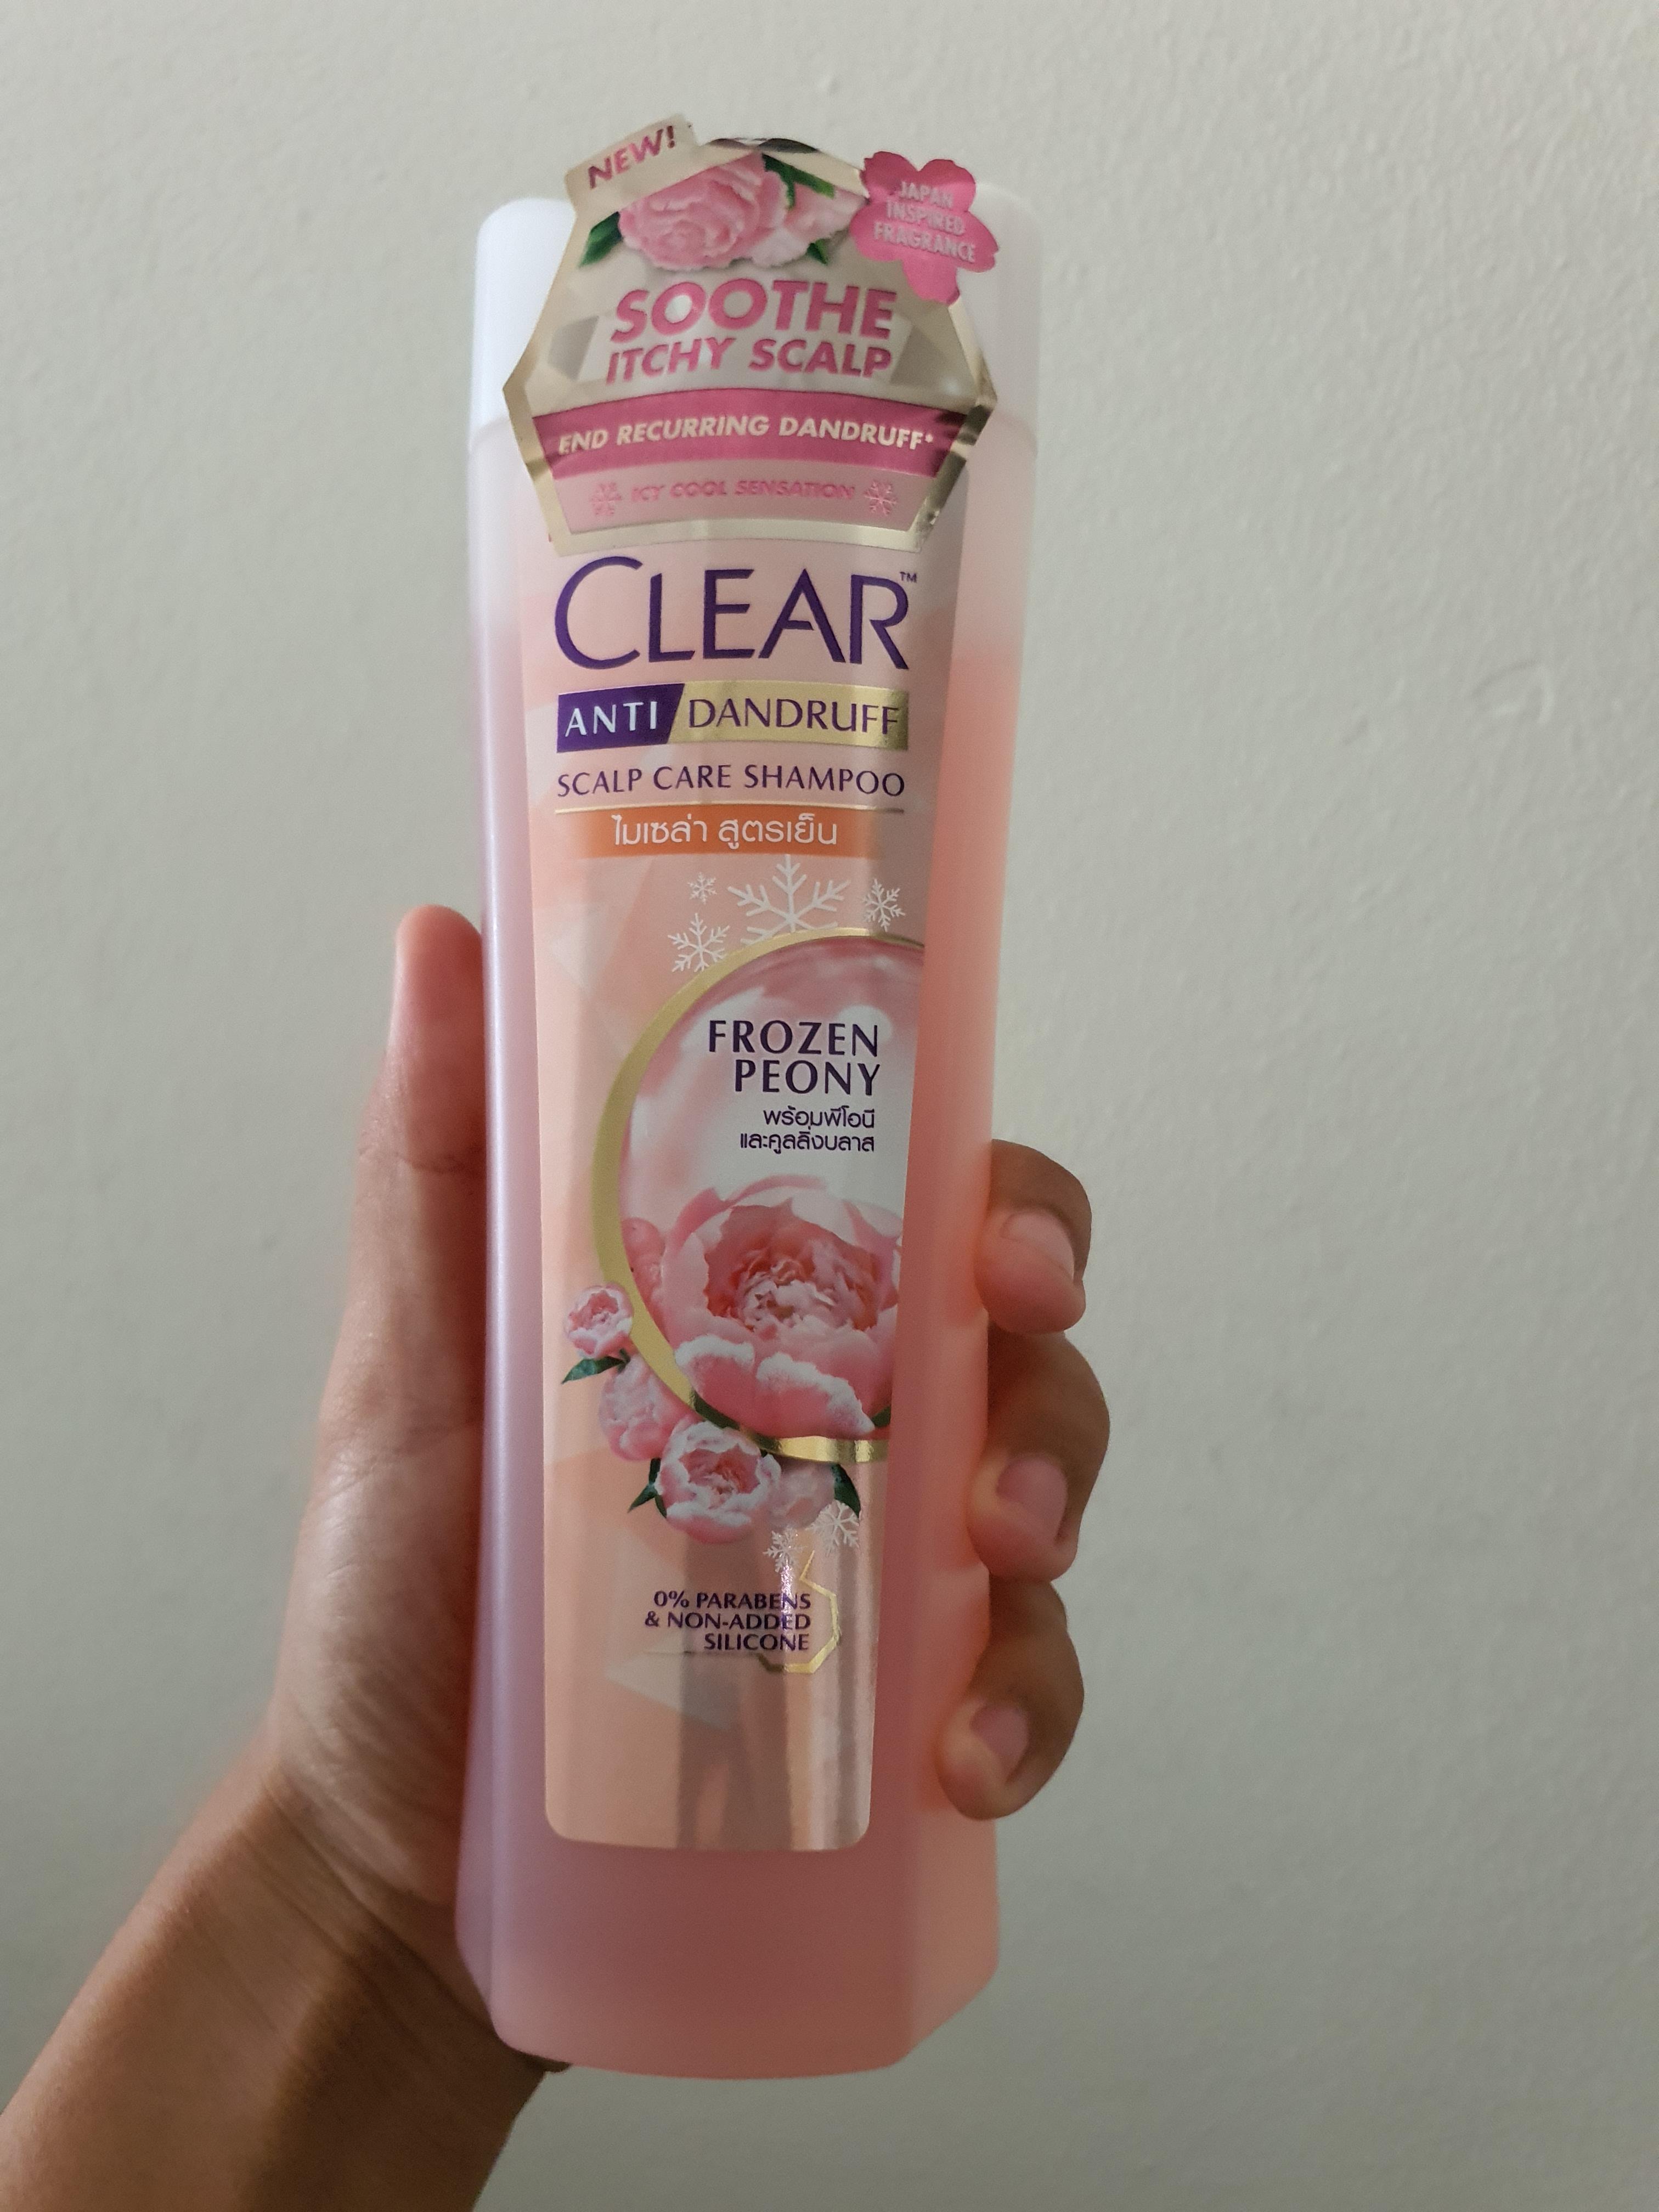 NEW!
JAPAN
INSPIRED
FRAGRANCE
SOOTHE
ITCHY SCALP
END RECURRING DANDRUFF*
ICY COOL SENSATION
CLEAR™
ANTI DANDRUFF
SCALP CARE SHAMPOO
ไมเซล่า สูตรเย็น
FROZEN
PEONY
พร้อมพีโอนี
และคูลลิ่งบลาส
0% PARABENS
& NON-ADDED
SILICONE